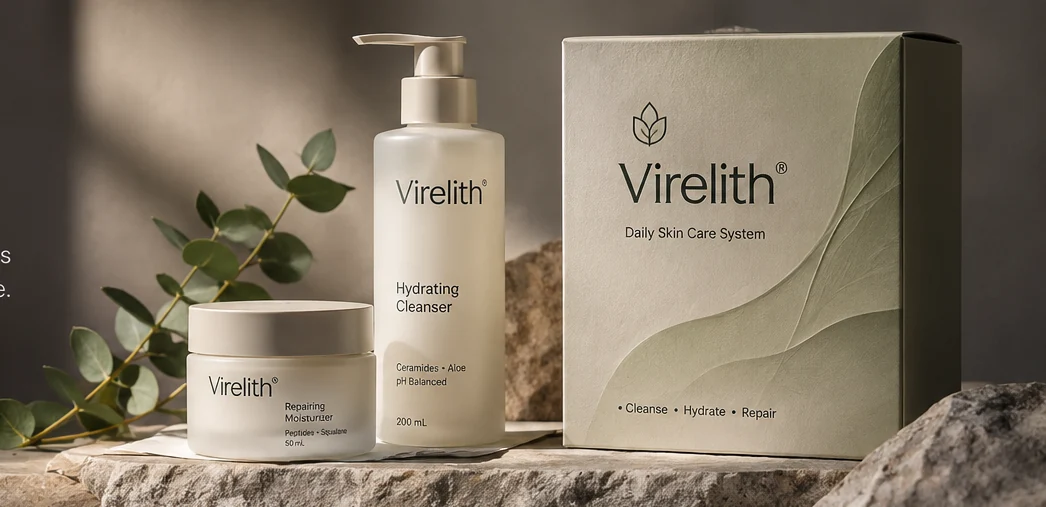 s
e.
Virelith®
Repairing
Moisturizer
Peptides • Squalane
50 mL
Virelith®
Hydrating
Cleanser
Ceramides • Aloe
pH Balanced
200 mL
Virelith®
Daily Skin Care System
• Cleanse • Hydrate • Repair